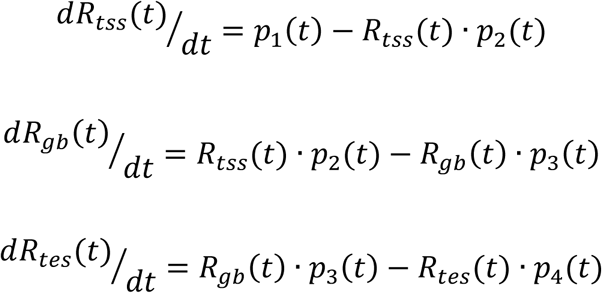 dR_tss(t)/dt = p_1(t) − R_tss(t) · p_2(t)
dR_gb(t)/dt = R_tss(t) · p_2(t) − R_gb(t) · p_3(t)
dR_tes(t)/dt = R_gb(t) · p_3(t) − R_tes(t) · p_4(t)